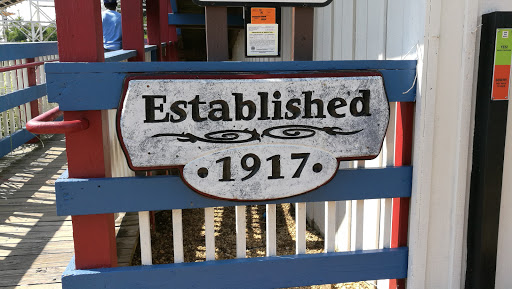 Established
• 1917 •